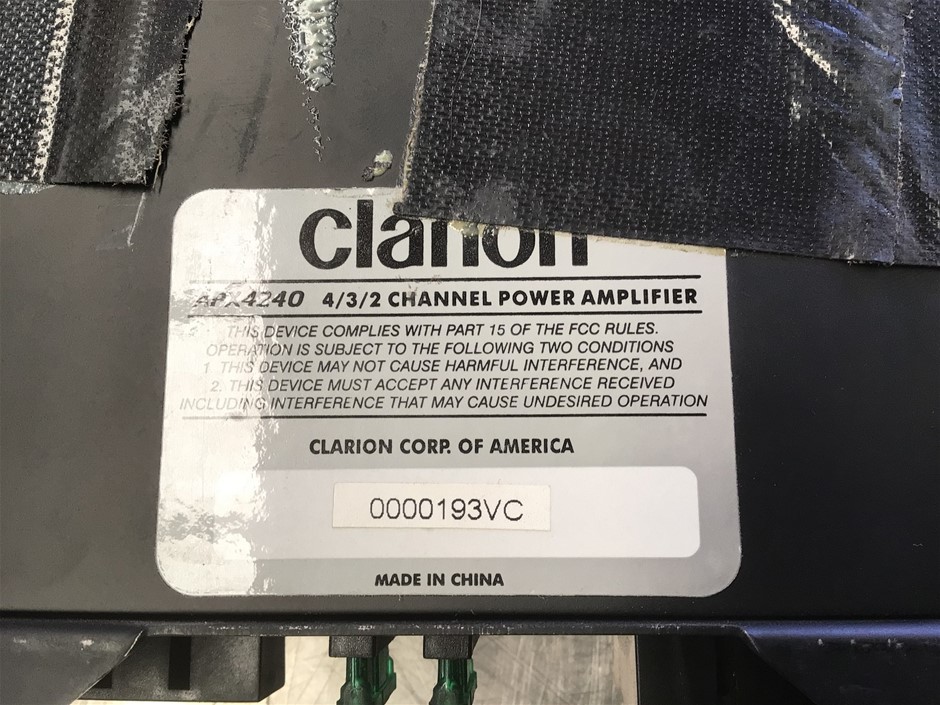 clarion
APX4240 4/3/2 CHANNEL POWER AMPLIFIER
THIS DEVICE COMPLIES WITH PART 15 OF THE FCC RULES.
OPERATION IS SUBJECT TO THE FOLLOWING TWO CONDITIONS
1 THIS DEVICE MAY NOT CAUSE HARMFUL INTERFERENCE, AND
2. THIS DEVICE MUST ACCEPT ANY INTERFERENCE RECEIVED
INCLUDING INTERFERENCE THAT MAY CAUSE UNDESIRED OPERATION
CLARION CORP. OF AMERICA
0000193VC
MADE IN CHINA